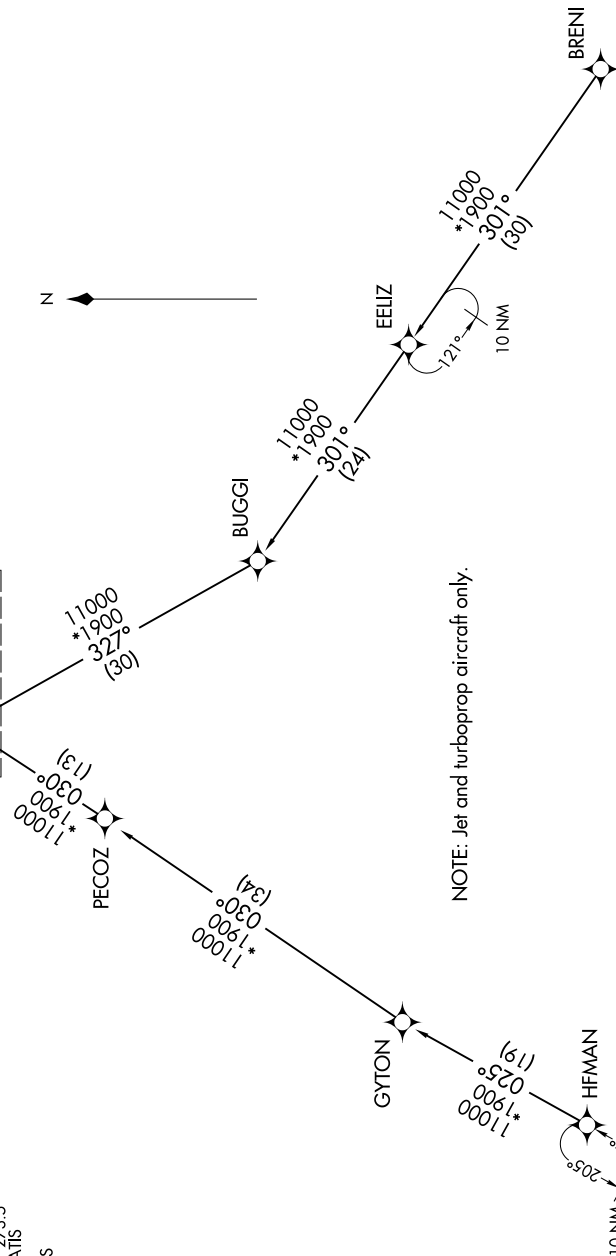 BRENI
11000
*1900
301°
(30)
N
EELIZ
121°
10 NM
11000
*1900
301°
(24)
BUGGI
11000
*1900
327°
(30)
NOTE: Jet and turboprop aircraft only.
11000
*1900
030°
(13)
PECOZ
11000
*1900
030°
(34)
GYTON
11000
*1900
025°
(19)
HFMAN
205°